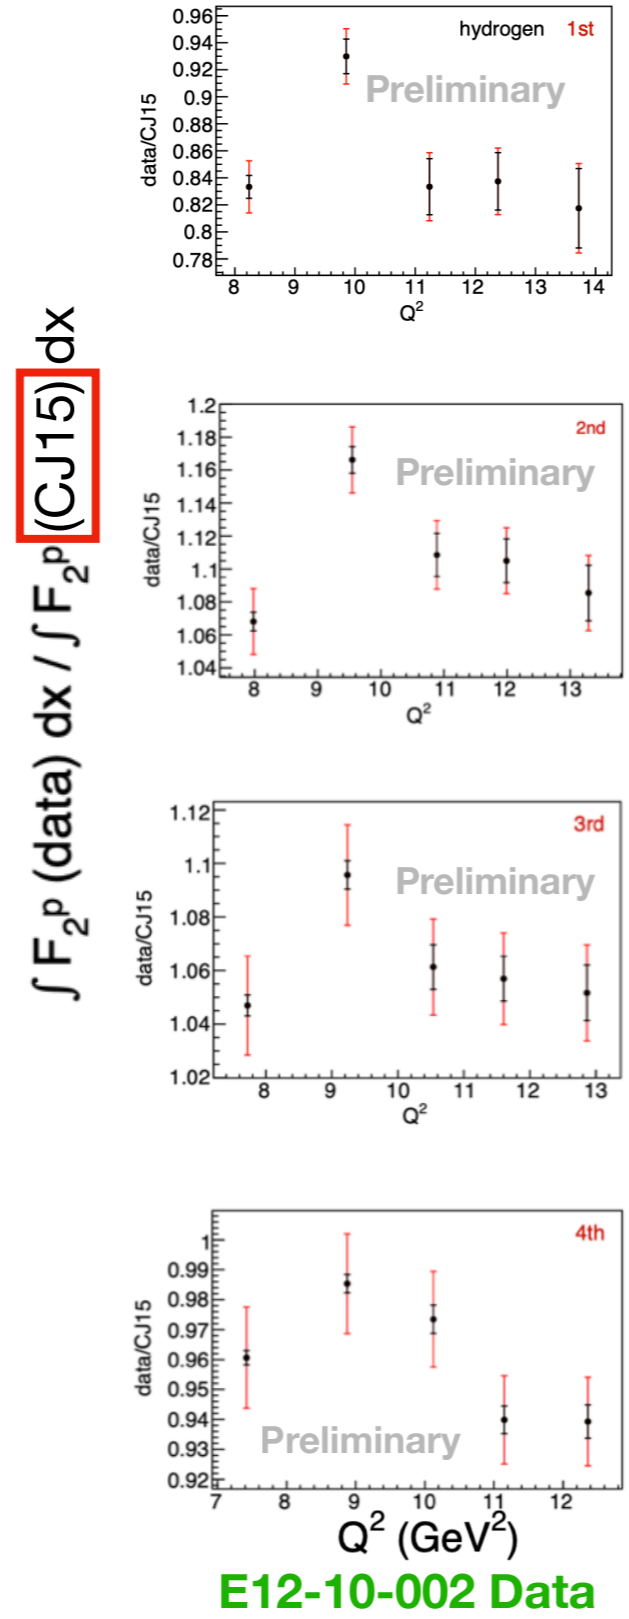 ∫ F₂ᵖ (data) dx / ∫ F₂ᵖ (CJ15) dx
hydrogen 1st
Preliminary
data/CJ15
0.96
0.94
0.92
0.9
0.88
0.86
0.84
0.82
0.8
0.78
8 9 10 11 12 13 14
Q²
2nd
Preliminary
data/CJ15
1.2
1.18
1.16
1.14
1.12
1.1
1.08
1.06
1.04
8 9 10 11 12 13
Q²
3rd
Preliminary
data/CJ15
1.12
1.1
1.08
1.06
1.04
1.02
8 9 10 11 12 13
Q²
4th
Preliminary
data/CJ15
1
0.99
0.98
0.97
0.96
0.95
0.94
0.93
0.92
7 8 9 10 11 12
Q² (GeV²)
E12-10-002 Data